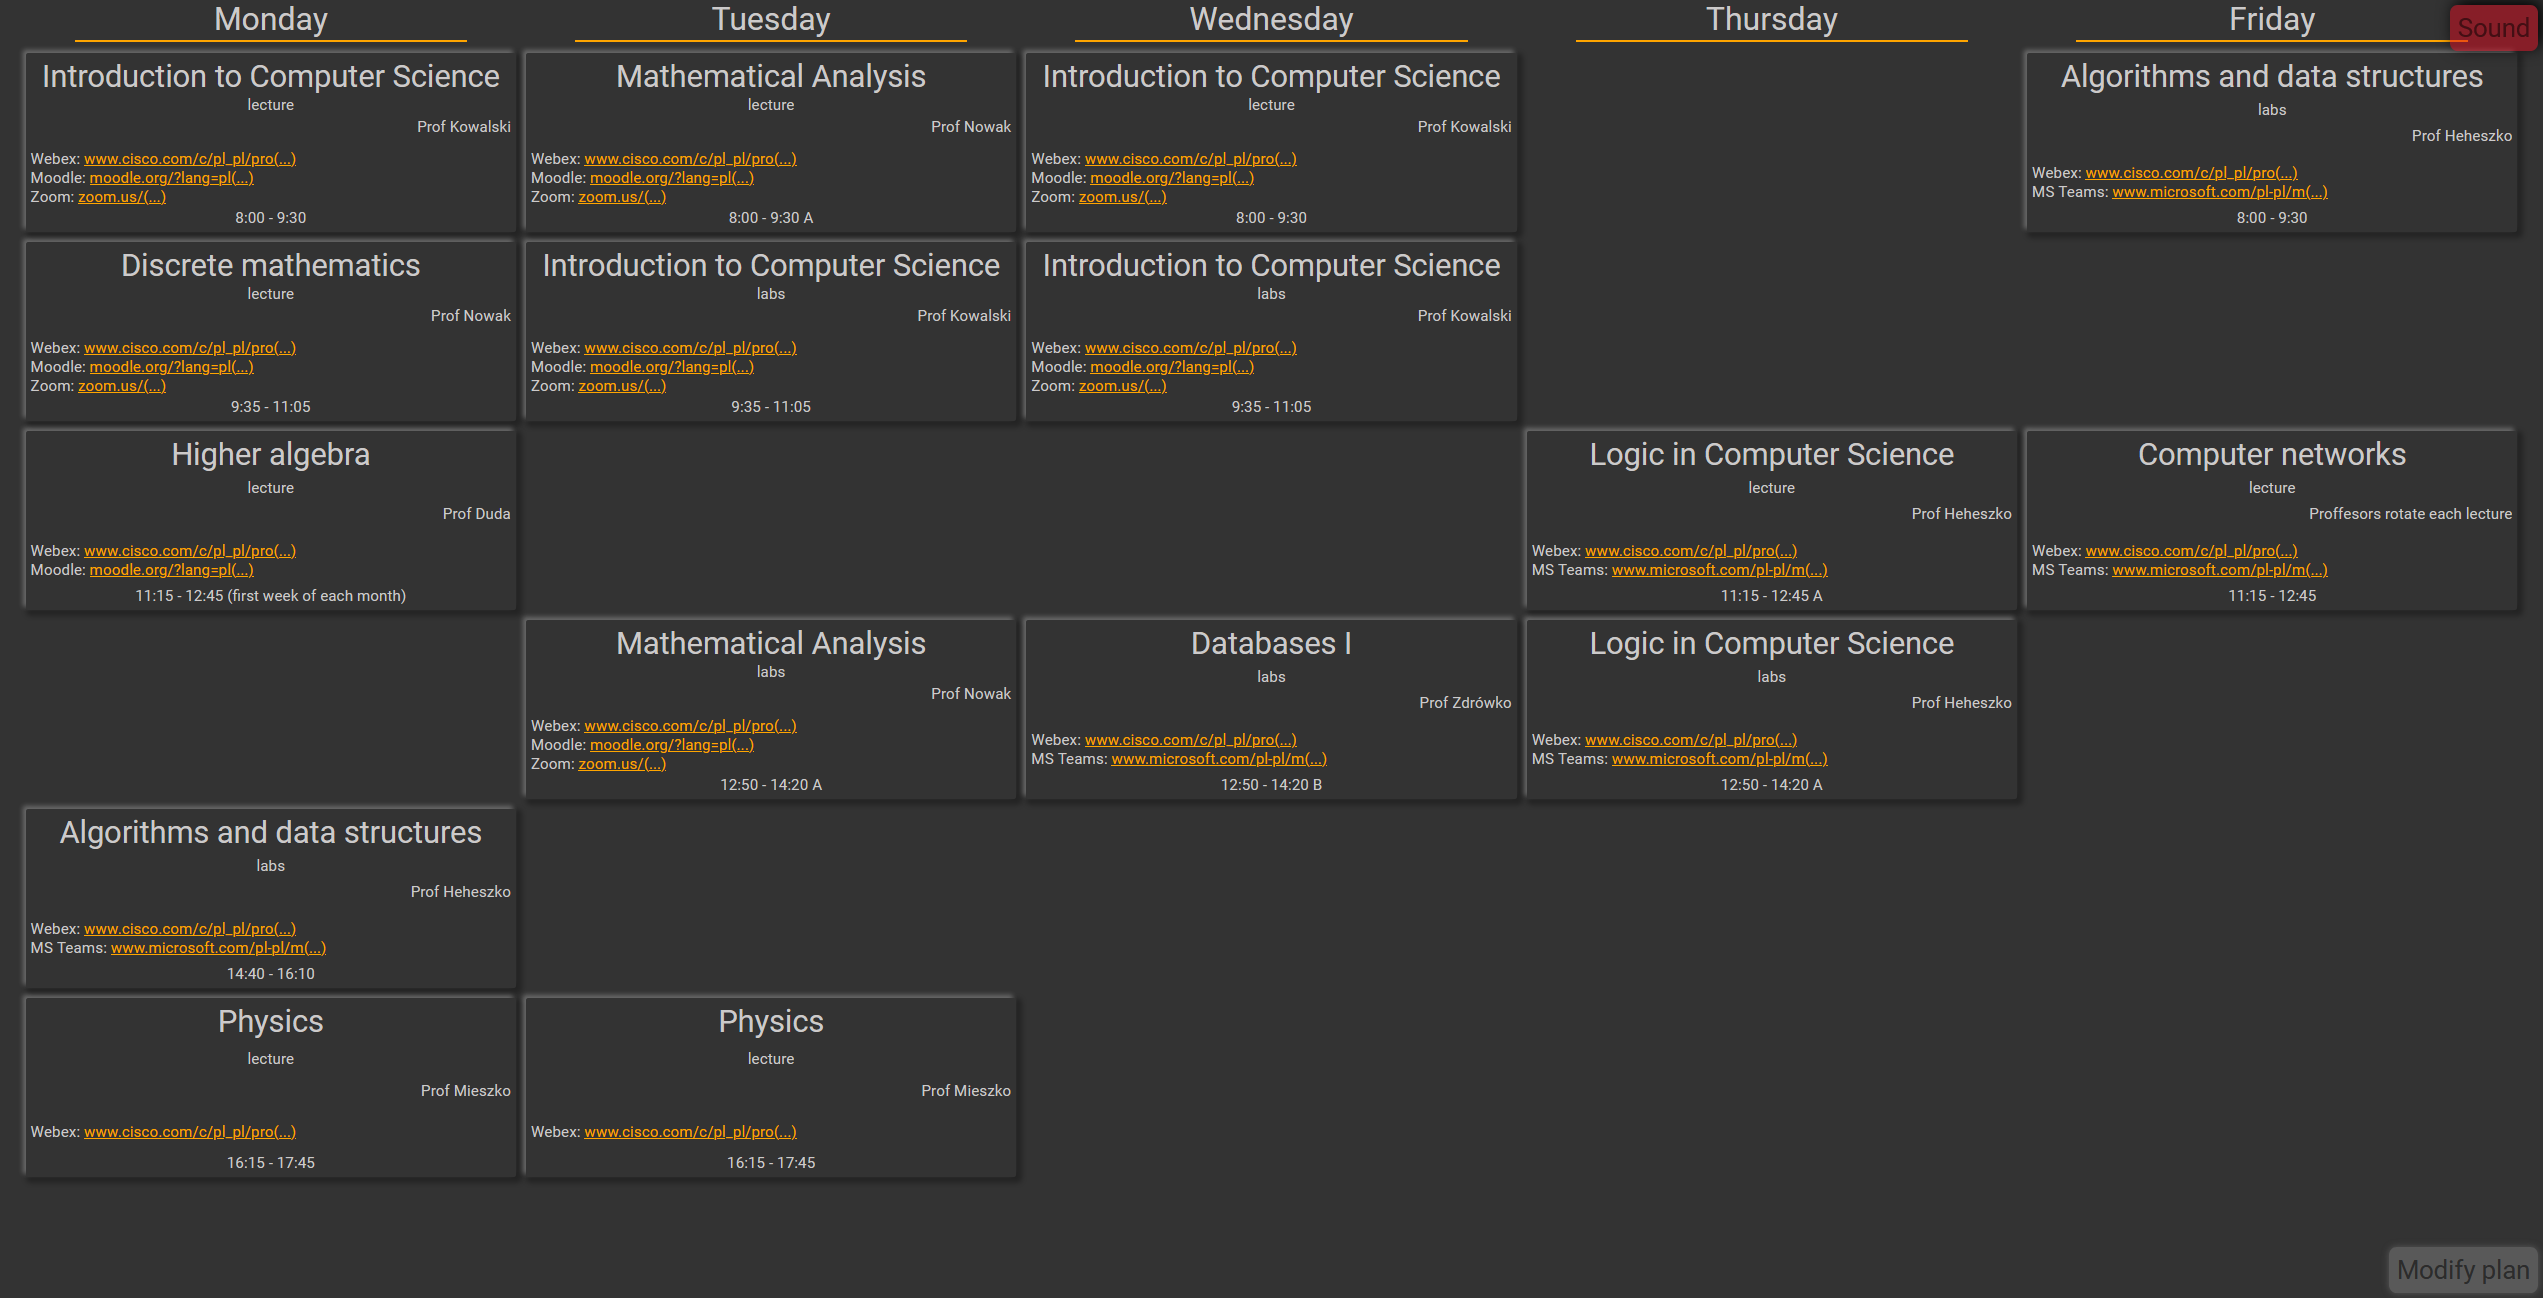 Monday
Tuesday
Wednesday
Thursday
Friday
Sound
Introduction to Computer Science
lecture
Prof Kowalski
Webex: www.cisco.com/c/pl_pl/pro(...)
Moodle: moodle.org/?lang=pl(...)
Zoom: zoom.us/(...)
8:00 - 9:30
Mathematical Analysis
lecture
Prof Nowak
Webex: www.cisco.com/c/pl_pl/pro(...)
Moodle: moodle.org/?lang=pl(...)
Zoom: zoom.us/(...)
8:00 - 9:30 A
Introduction to Computer Science
lecture
Prof Kowalski
Webex: www.cisco.com/c/pl_pl/pro(...)
Moodle: moodle.org/?lang=pl(...)
Zoom: zoom.us/(...)
8:00 - 9:30
Algorithms and data structures
labs
Prof Heheszko
Webex: www.cisco.com/c/pl_pl/pro(...)
MS Teams: www.microsoft.com/pl-pl/m(...)
8:00 - 9:30
Discrete mathematics
lecture
Prof Nowak
Webex: www.cisco.com/c/pl_pl/pro(...)
Moodle: moodle.org/?lang=pl(...)
Zoom: zoom.us/(...)
9:35 - 11:05
Introduction to Computer Science
labs
Prof Kowalski
Webex: www.cisco.com/c/pl_pl/pro(...)
Moodle: moodle.org/?lang=pl(...)
Zoom: zoom.us/(...)
9:35 - 11:05
Introduction to Computer Science
labs
Prof Kowalski
Webex: www.cisco.com/c/pl_pl/pro(...)
Moodle: moodle.org/?lang=pl(...)
Zoom: zoom.us/(...)
9:35 - 11:05
Higher algebra
lecture
Prof Duda
Webex: www.cisco.com/c/pl_pl/pro(...)
Moodle: moodle.org/?lang=pl(...)
11:15 - 12:45 (first week of each month)
Logic in Computer Science
lecture
Prof Heheszko
Webex: www.cisco.com/c/pl_pl/pro(...)
MS Teams: www.microsoft.com/pl-pl/m(...)
11:15 - 12:45 A
Computer networks
lecture
Proffesors rotate each lecture
Webex: www.cisco.com/c/pl_pl/pro(...)
MS Teams: www.microsoft.com/pl-pl/m(...)
11:15 - 12:45
Mathematical Analysis
labs
Prof Nowak
Webex: www.cisco.com/c/pl_pl/pro(...)
Moodle: moodle.org/?lang=pl(...)
Zoom: zoom.us/(...)
12:50 - 14:20 A
Databases I
labs
Prof Zdrówko
Webex: www.cisco.com/c/pl_pl/pro(...)
MS Teams: www.microsoft.com/pl-pl/m(...)
12:50 - 14:20 B
Logic in Computer Science
labs
Prof Heheszko
Webex: www.cisco.com/c/pl_pl/pro(...)
MS Teams: www.microsoft.com/pl-pl/m(...)
12:50 - 14:20 A
Algorithms and data structures
labs
Prof Heheszko
Webex: www.cisco.com/c/pl_pl/pro(...)
MS Teams: www.microsoft.com/pl-pl/m(...)
14:40 - 16:10
Physics
lecture
Prof Mieszko
Webex: www.cisco.com/c/pl_pl/pro(...)
16:15 - 17:45
Physics
lecture
Prof Mieszko
Webex: www.cisco.com/c/pl_pl/pro(...)
16:15 - 17:45
Modify plan